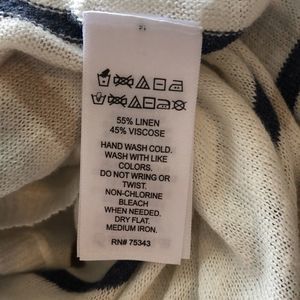 55% LINEN
45% VISCOSE
HAND WASH COLD.
WASH WITH LIKE
COLORS.
DO NOT WRING OR
TWIST.
NON-CHLORINE
BLEACH
WHEN NEEDED.
DRY FLAT.
MEDIUM IRON.
RN# 75343